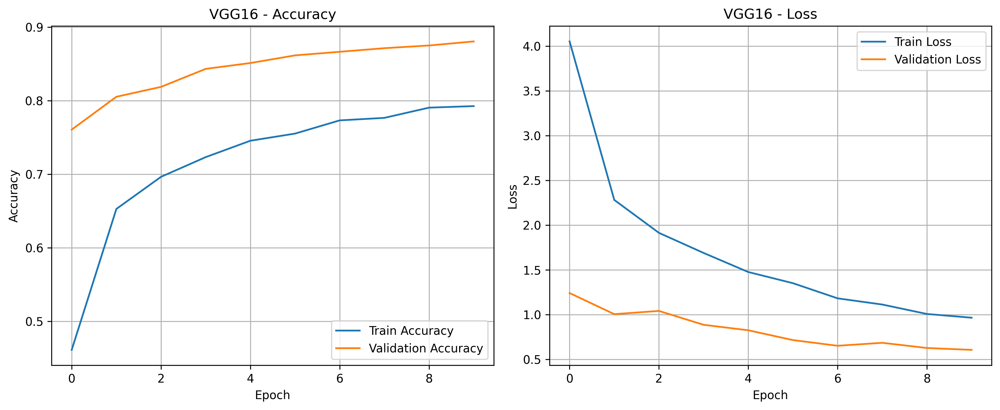 VGG16 - Accuracy
0.9
0.8
0.7
0.6
0.5
Accuracy
Train Accuracy
Validation Accuracy
0 2 4 6 8
Epoch
VGG16 - Loss
4.0
3.5
3.0
2.5
2.0
1.5
1.0
0.5
Loss
Train Loss
Validation Loss
0 2 4 6 8
Epoch